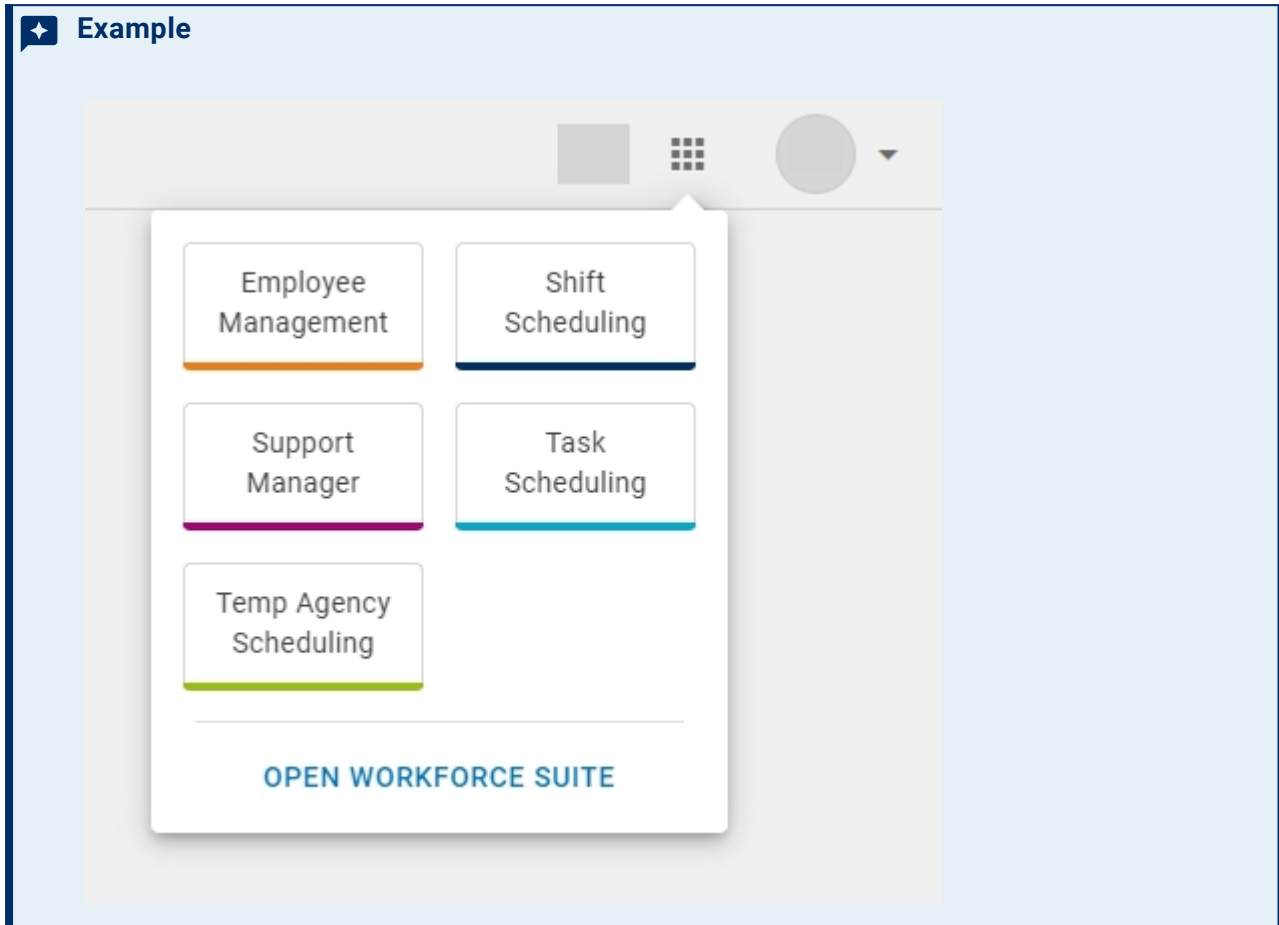 Example
Employee
Management
Shift
Scheduling
Support
Manager
Task
Scheduling
Temp Agency
Scheduling
OPEN WORKFORCE SUITE